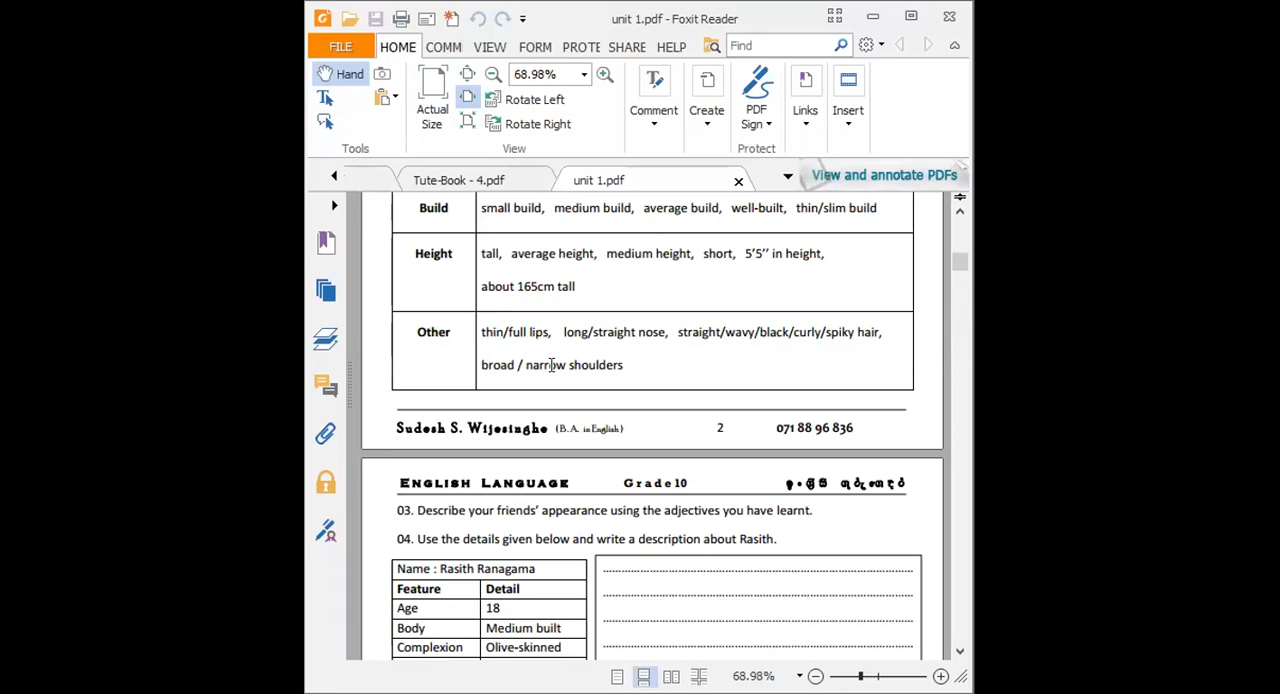 unit 1.pdf - Foxit Reader
FILE HOME COMM VIEW FORM PROTE SHARE HELP Find
Hand
68.98%
Actual Size
Rotate Left
Rotate Right
Comment
Create
PDF Sign
Links
Insert
Tools View Protect
Tute-Book - 4.pdf unit 1.pdf View and annotate PDFs
Build small build, medium build, average build, well-built, thin/slim build
Height tall, average height, medium height, short, 5'5'' in height,
about 165cm tall
Other thin/full lips, long/straight nose, straight/wavy/black/curly/spiky hair,
broad / narrow shoulders
Sudesh S. Wijesinghe (B.A. in English) 2 071 88 96 836
ENGLISH LANGUAGE Grade10
03. Describe your friends' appearance using the adjectives you have learnt.
04. Use the details given below and write a description about Rasith.
Name : Rasith Ranagama
Feature Detail
Age 18
Body Medium built
Complexion Olive-skinned
68.98%